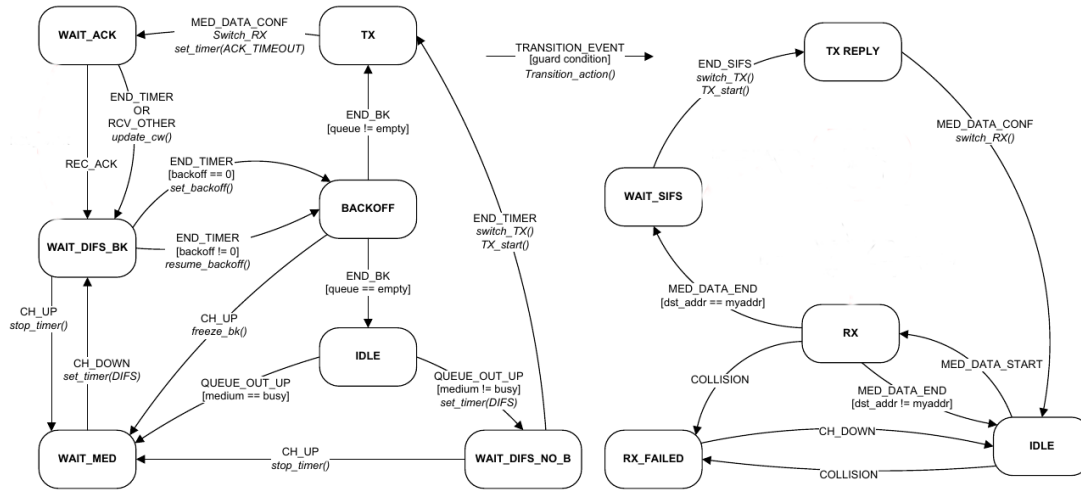 WAIT_ACK
MED_DATA_CONF
Switch_RX
set_timer(ACK_TIMEOUT)
TX
TRANSITION_EVENT
[guard condition]
Transition_action()
END_SIFS
switch_TX()
TX_start()
TX REPLY
END_TIMER
OR
RCV_OTHER
update_cw()
REC_ACK
END_BK
[queue != empty]
MED_DATA_CONF
switch_RX()
END_TIMER
[backoff == 0]
set_backoff()
BACKOFF
WAIT_SIFS
WAIT_DIFS_BK
END_TIMER
[backoff != 0]
resume_backoff()
END_TIMER
switch_TX()
TX_start()
END_BK
[queue == empty]
MED_DATA_END
[dst_addr == myaddr]
CH_UP
stop_timer()
CH_UP
freeze_bk()
RX
CH_DOWN
set_timer(DIFS)
IDLE
QUEUE_OUT_UP
[medium == busy]
QUEUE_OUT_UP
[medium != busy]
set_timer(DIFS)
COLLISION
MED_DATA_START
MED_DATA_END
[dst_addr != myaddr]
WAIT_MED
CH_UP
stop_timer()
WAIT_DIFS_NO_B
RX_FAILED
CH_DOWN
IDLE
COLLISION